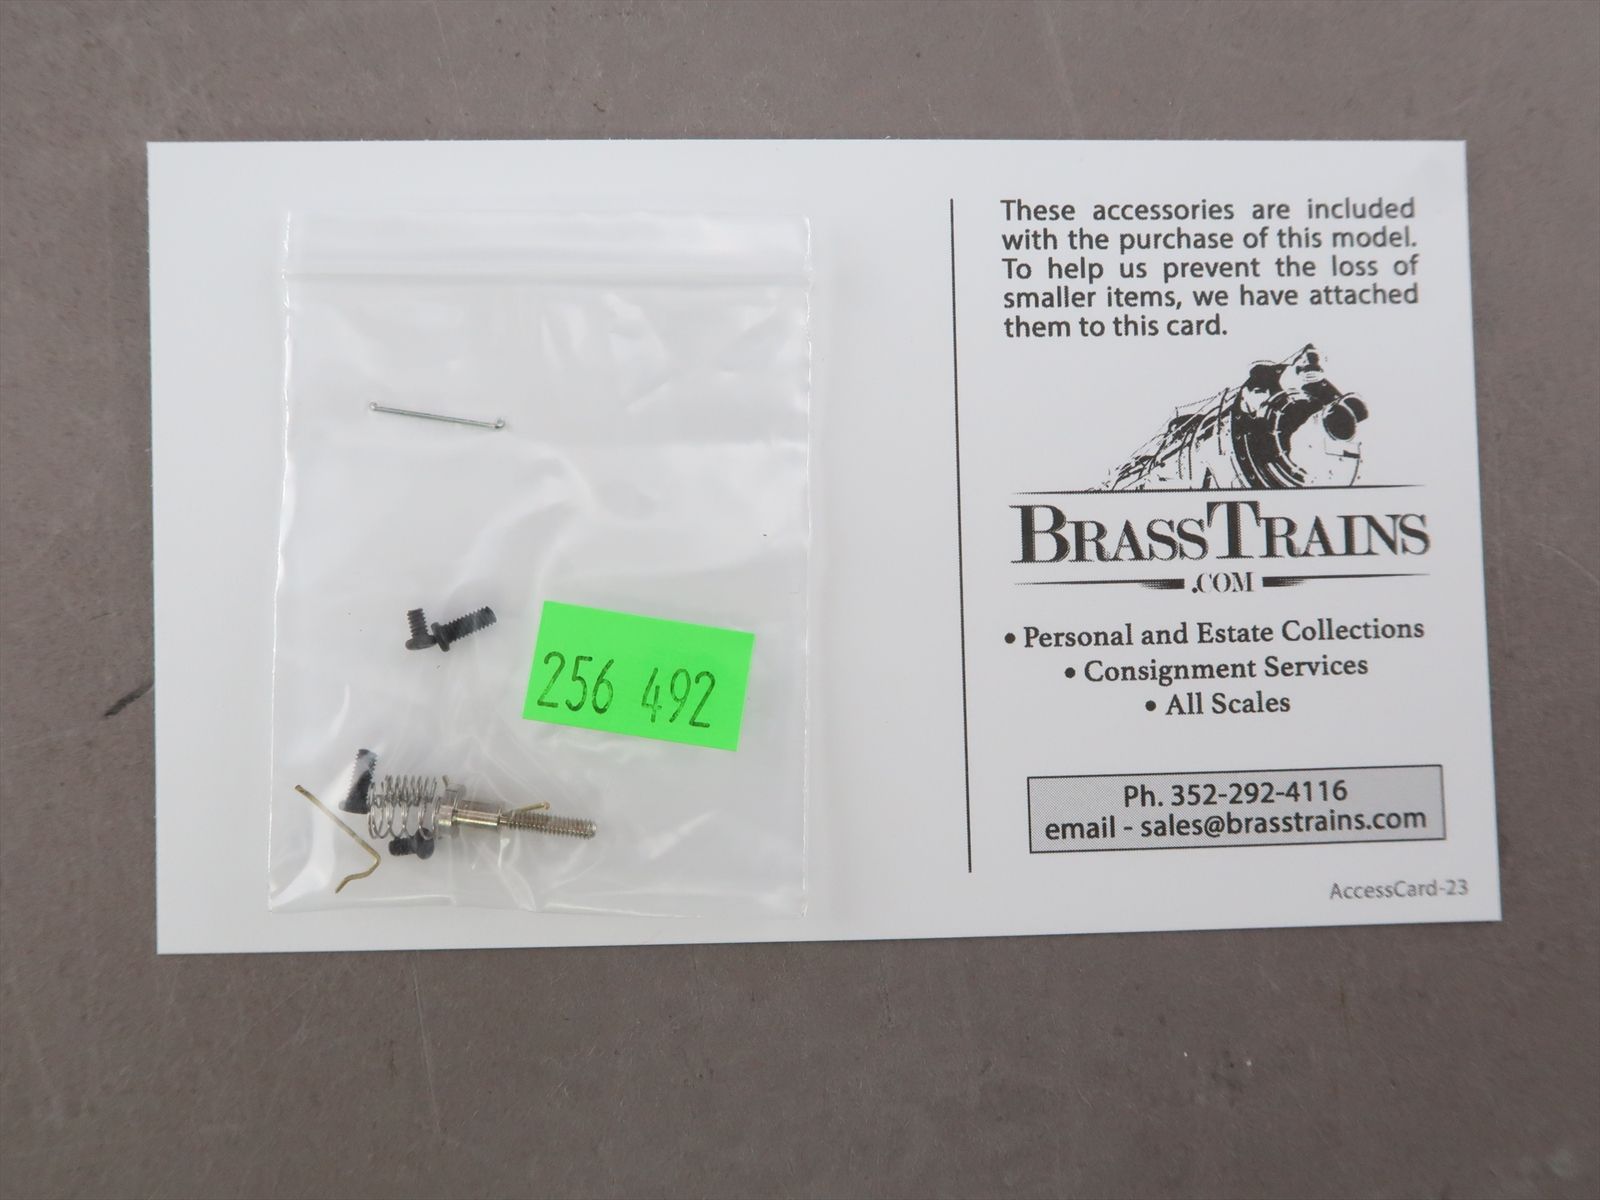 These accessories are included
with the purchase of this model.
To help us prevent the loss of
smaller items, we have attached
them to this card.
BRASSTRAINS
.COM
• Personal and Estate Collections
• Consignment Services
• All Scales
Ph. 352-292-4116
email - sales@brasstrains.com
AccessCard-23
256 492